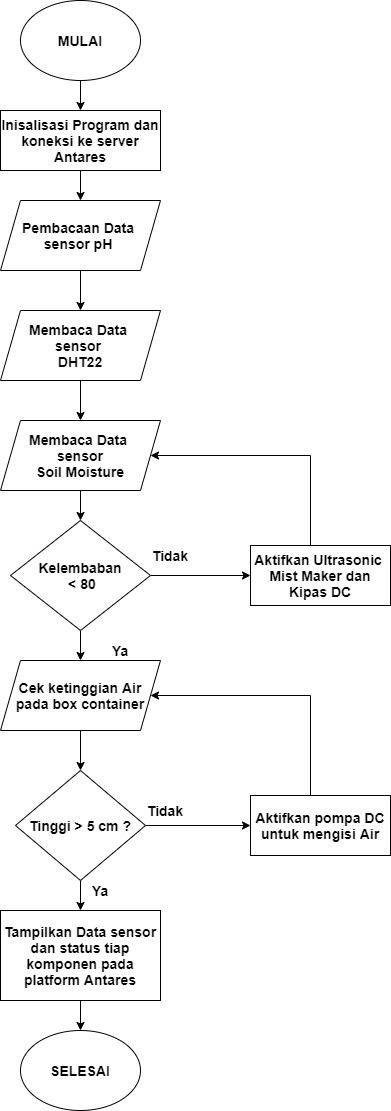 MULAI
Inisalisasi Program dan
koneksi ke server
Antares
Pembacaan Data
sensor pH
Membaca Data
sensor
DHT22
Membaca Data
sensor
Soil Moisture
Kelembaban
< 80
Tidak
Aktifkan Ultrasonic
Mist Maker dan
Kipas DC
Ya
Cek ketinggian Air
pada box container
Tinggi > 5 cm ?
Tidak
Aktifkan pompa DC
untuk mengisi Air
Ya
Tampilkan Data sensor
dan status tiap
komponen pada
platform Antares
SELESAI